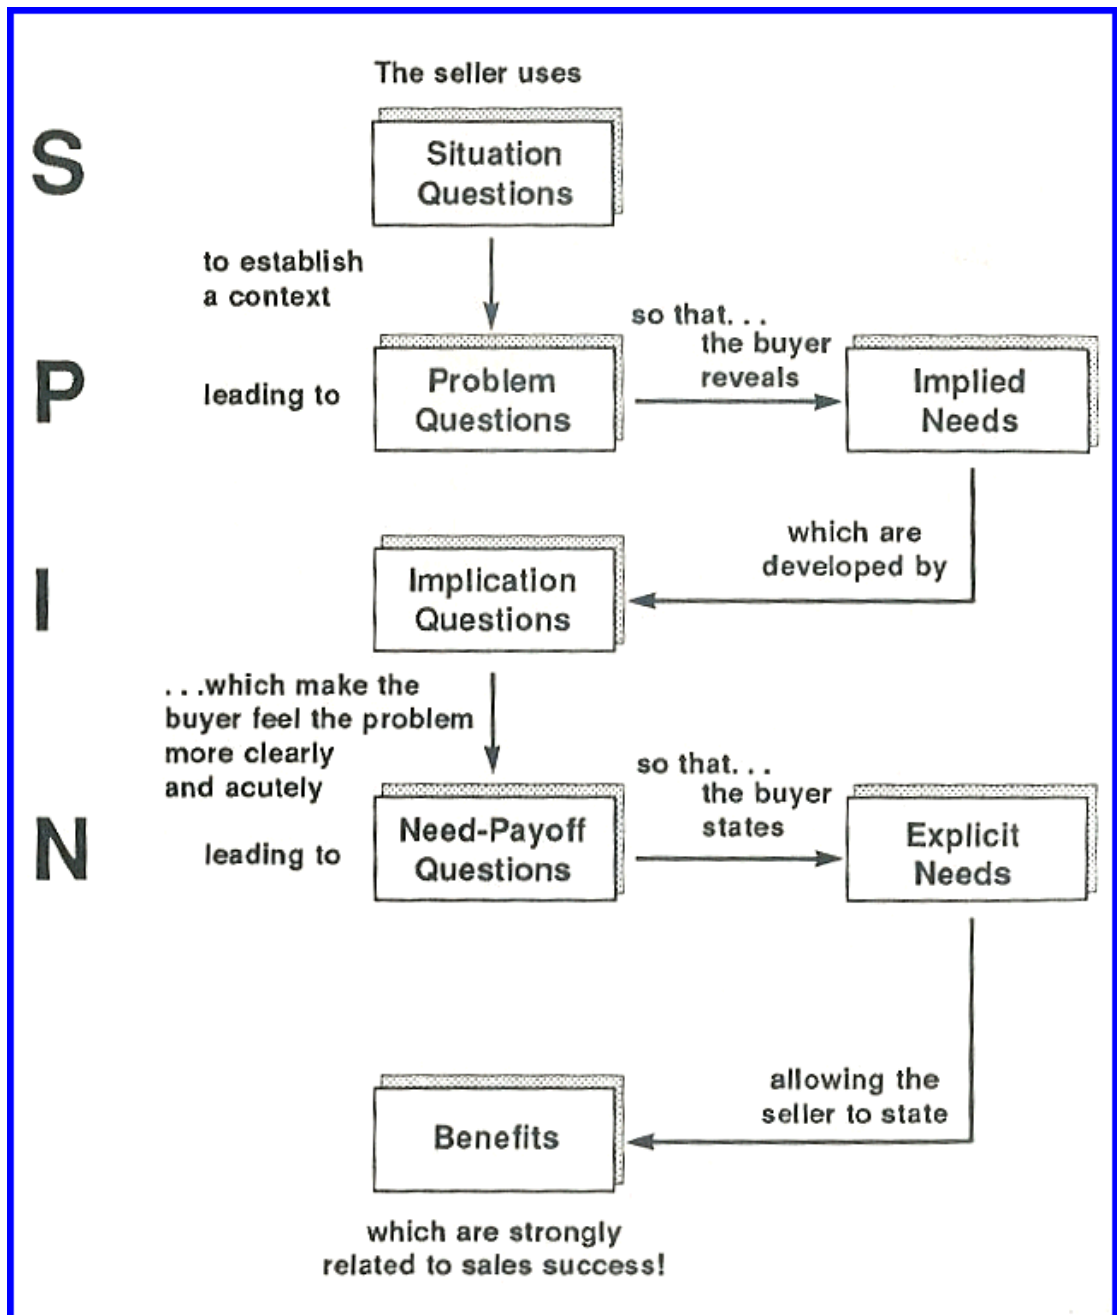 The seller uses
S
Situation
Questions
to establish
a context
P
leading to
Problem
Questions
so that. . .
the buyer
reveals
Implied
Needs
which are
developed by
I
Implication
Questions
. . .which make the
buyer feel the problem
more clearly
and acutely
N
leading to
Need-Payoff
Questions
so that. . .
the buyer
states
Explicit
Needs
allowing the
seller to state
Benefits
which are strongly
related to sales success!